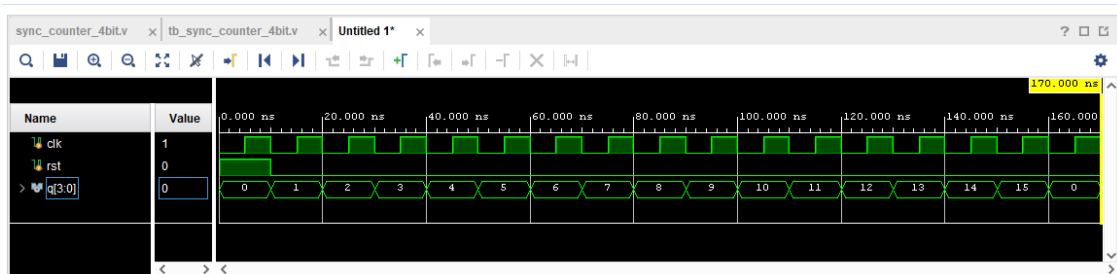 sync_counter_4bit.v × tb_sync_counter_4bit.v × Untitled 1* ×
170.000 ns
Name Value 0.000 ns 20.000 ns 40.000 ns 60.000 ns 80.000 ns 100.000 ns 120.000 ns 140.000 ns 160.000
clk 1
rst 0
q[3:0] 0 0 1 2 3 4 5 6 7 8 9 10 11 12 13 14 15 0